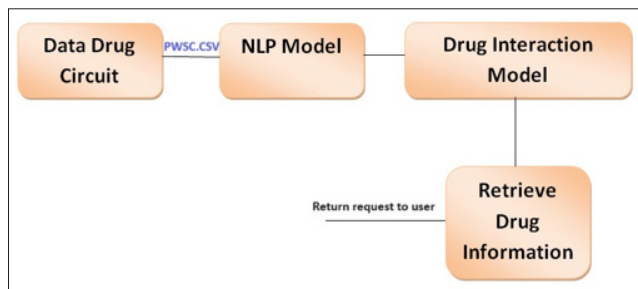 Data Drug
Circuit
PWSC.CSV
NLP Model
Drug Interaction
Model
Retrieve
Drug
Information
Return request to user